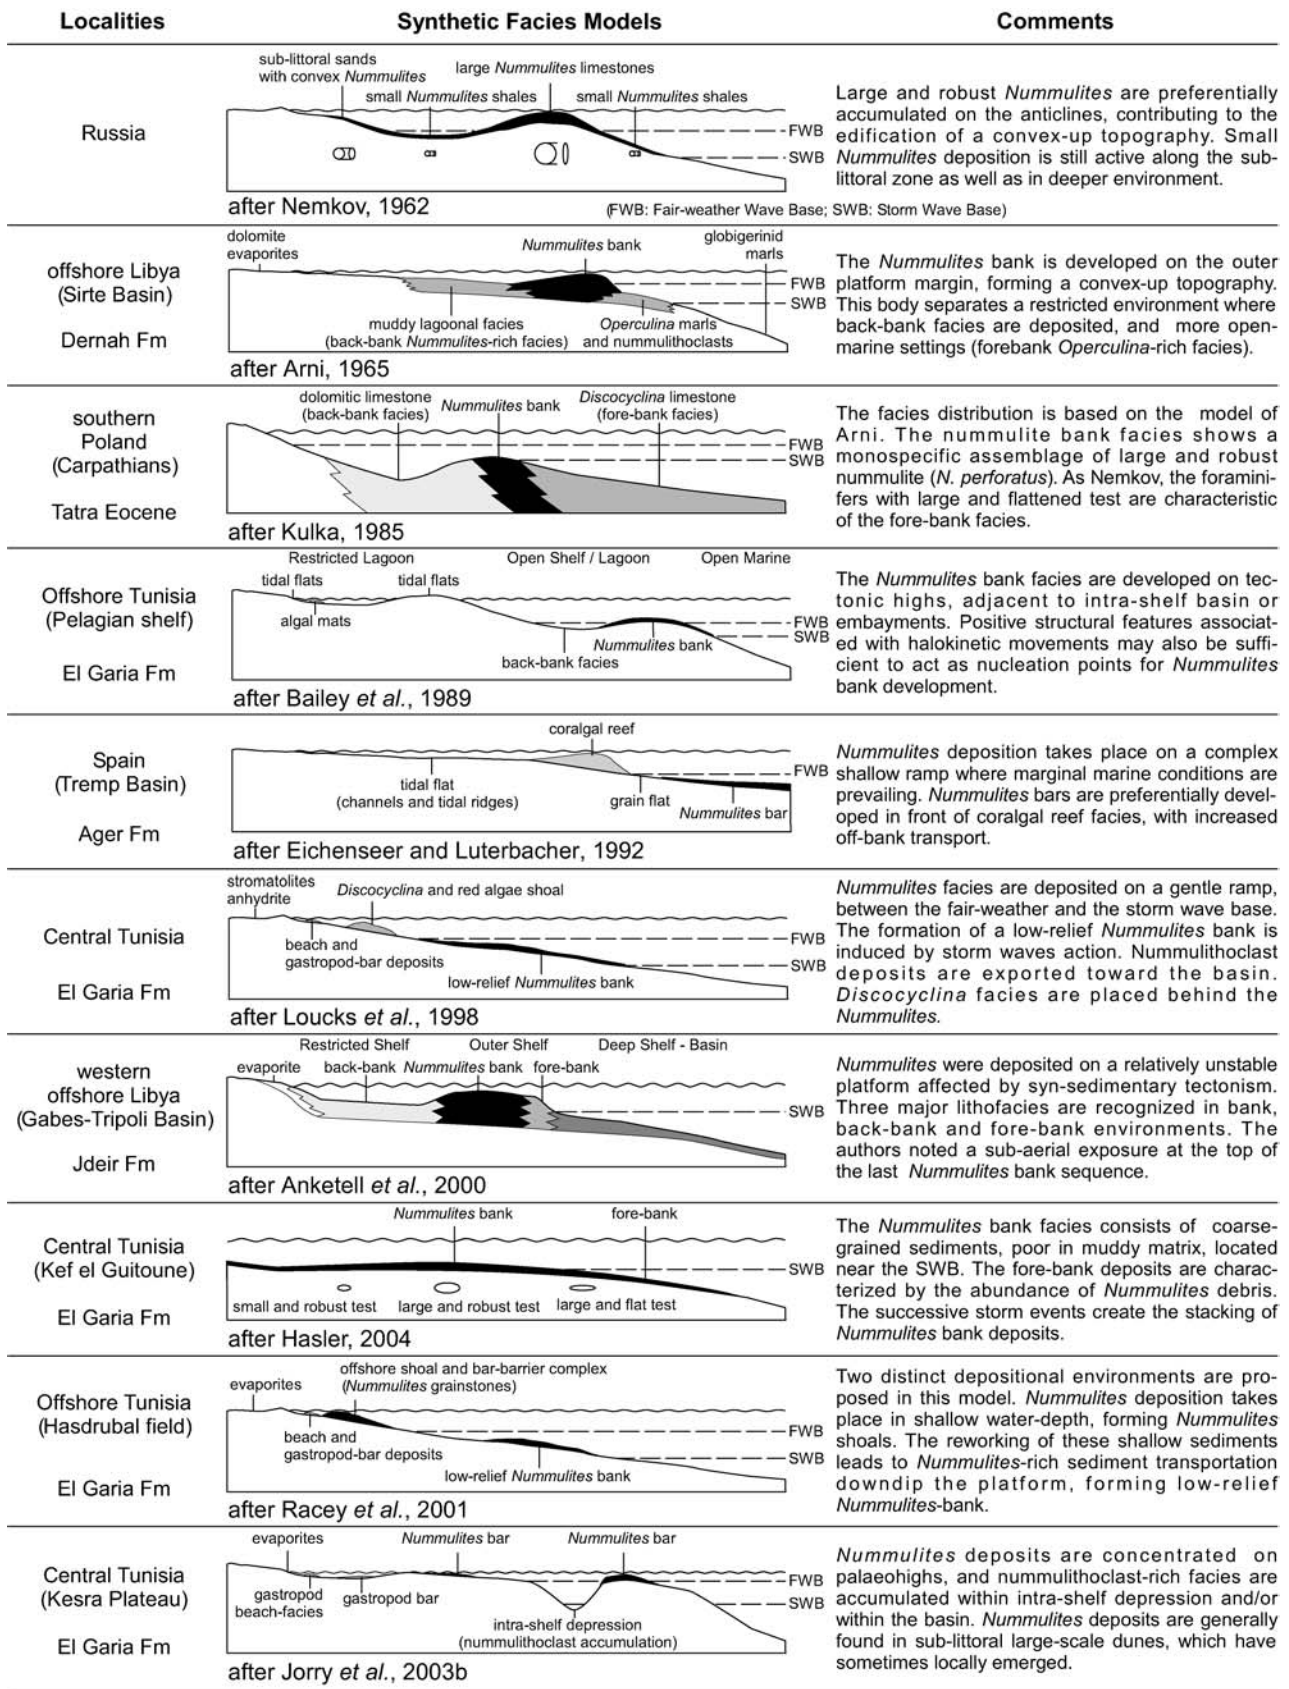 Localities
Synthetic Facies Models
Comments
Russia
sub-littoral sands
with convex Nummulites
large Nummulites limestones
small Nummulites shales
small Nummulites shales
FWB
SWB
after Nemkov, 1962
(FWB: Fair-weather Wave Base; SWB: Storm Wave Base)
Large and robust Nummulites are preferentially
accumulated on the anticlines, contributing to the
edification of a convex-up topography. Small
Nummulites deposition is still active along the sub-
littoral zone as well as in deeper environment.
offshore Libya
(Sirte Basin)
Dernah Fm
dolomite
evaporites
Nummulites bank
globigerinid
marls
FWB
SWB
muddy lagoonal facies
(back-bank Nummulites-rich facies)
Operculina marls
and nummulithoclasts
after Arni, 1965
The Nummulites bank is developed on the outer
platform margin, forming a convex-up topography.
This body separates a restricted environment where
back-bank facies are deposited, and more open-
marine settings (forebank Operculina-rich facies).
southern
Poland
(Carpathians)
Tatra Eocene
dolomitic limestone
(back-bank facies)
Nummulites bank
Discocyclina limestone
(fore-bank facies)
FWB
SWB
after Kulka, 1985
The facies distribution is based on the model of
Arni. The nummulite bank facies shows a
monospecific assemblage of large and robust
nummulite (N. perforatus). As Nemkov, the foramini-
fers with large and flattened test are characteristic
of the fore-bank facies.
Offshore Tunisia
(Pelagian shelf)
El Garia Fm
Restricted Lagoon
Open Shelf / Lagoon
Open Marine
tidal flats
tidal flats
algal mats
FWB
SWB
Nummulites bank
back-bank facies
after Bailey et al., 1989
The Nummulites bank facies are developed on tec-
tonic highs, adjacent to intra-shelf basin or
embayments. Positive structural features associat-
ed with halokinetic movements may also be suffi-
cient to act as nucleation points for Nummulites
bank development.
Spain
(Tremp Basin)
Ager Fm
coralgal reef
FWB
tidal flat
(channels and tidal ridges)
grain flat
Nummulites bar
after Eichenseer and Luterbacher, 1992
Nummulites deposition takes place on a complex
shallow ramp where marginal marine conditions are
prevailing. Nummulites bars are preferentially devel-
oped in front of coralgal reef facies, with increased
off-bank transport.
Central Tunisia
El Garia Fm
stromatolites
anhydrite
Discocyclina and red algae shoal
FWB
SWB
beach and
gastropod-bar deposits
low-relief Nummulites bank
after Loucks et al., 1998
Nummulites facies are deposited on a gentle ramp,
between the fair-weather and the storm wave base.
The formation of a low-relief Nummulites bank is
induced by storm waves action. Nummulithoclast
deposits are exported toward the basin.
Discocyclina facies are placed behind the
Nummulites.
western
offshore Libya
(Gabes-Tripoli Basin)
Jdeir Fm
Restricted Shelf
Outer Shelf
Deep Shelf - Basin
evaporite
back-bank
Nummulites bank
fore-bank
SWB
after Anketell et al., 2000
Nummulites were deposited on a relatively unstable
platform affected by syn-sedimentary tectonism.
Three major lithofacies are recognized in bank,
back-bank and fore-bank environments. The
authors noted a sub-aerial exposure at the top of
the last Nummulites bank sequence.
Central Tunisia
(Kef el Guitoune)
El Garia Fm
Nummulites bank
fore-bank
SWB
small and robust test
large and robust test
large and flat test
after Hasler, 2004
The Nummulites bank facies consists of coarse-
grained sediments, poor in muddy matrix, located
near the SWB. The fore-bank deposits are charac-
terized by the abundance of Nummulites debris.
The successive storm events create the stacking of
Nummulites bank deposits.
Offshore Tunisia
(Hasdrubal field)
El Garia Fm
evaporites
offshore shoal and bar-barrier complex
(Nummulites grainstones)
FWB
SWB
beach and
gastropod-bar deposits
low-relief Nummulites bank
after Racey et al., 2001
Two distinct depositional environments are pro-
posed in this model. Nummulites deposition takes
place in shallow water-depth, forming Nummulites
shoals. The reworking of these shallow sediments
leads to Nummulites-rich sediment transportation
downdip the platform, forming low-relief
Nummulites-bank.
Central Tunisia
(Kesra Plateau)
El Garia Fm
evaporites
Nummulites bar
Nummulites bar
FWB
SWB
gastropod
beach-facies
gastropod bar
intra-shelf depression
(nummulithoclast accumulation)
after Jorry et al., 2003b
Nummulites deposits are concentrated on
palaeohighs, and nummulithoclast-rich facies are
accumulated within intra-shelf depression and/or
within the basin. Nummulites deposits are generally
found in sub-littoral large-scale dunes, which have
sometimes locally emerged.